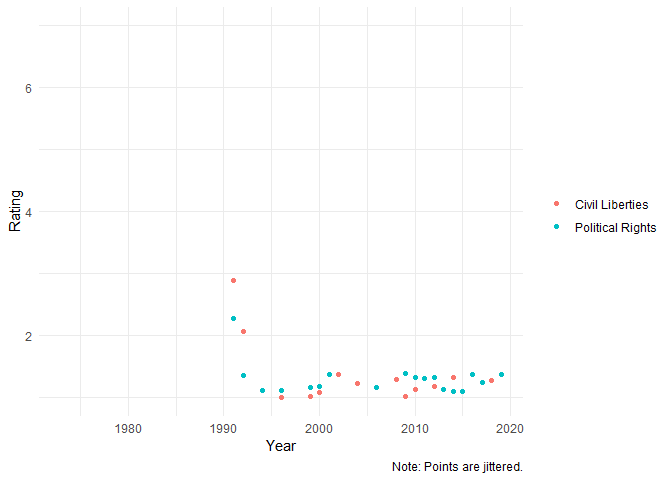 6
4
2
Rating
1980
1990
2000
2010
2020
Year
Civil Liberties
Political Rights
Note: Points are jittered.